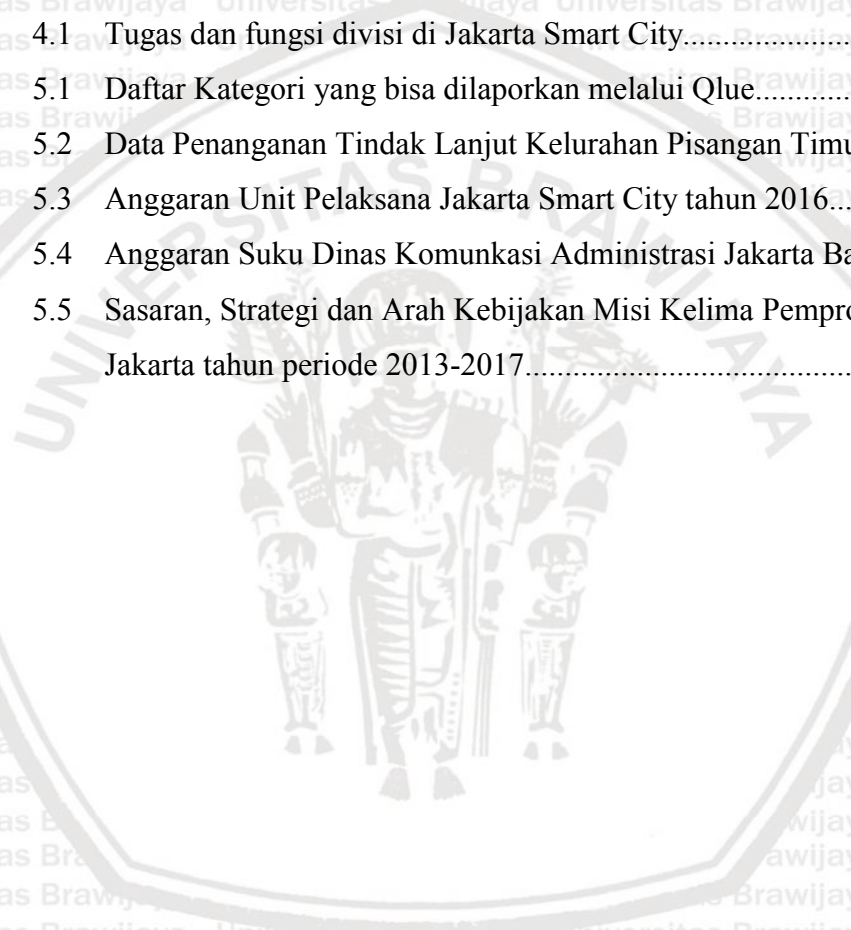 4.1 Tugas dan fungsi divisi di Jakarta Smart City.....................
5.1 Daftar Kategori yang bisa dilaporkan melalui Qlue............
5.2 Data Penanganan Tindak Lanjut Kelurahan Pisangan
5.3 Anggaran Unit Pelaksana Jakarta Smart City tahun 2016...
5.4 Anggaran Suku Dinas Komunkasi Administrasi Jakarta
5.5 Sasaran, Strategi dan Arah Kebijakan Misi Kelima
Jakarta tahun periode 2013-2017.........................................
UNIVERSITAS BRAWIJAYA